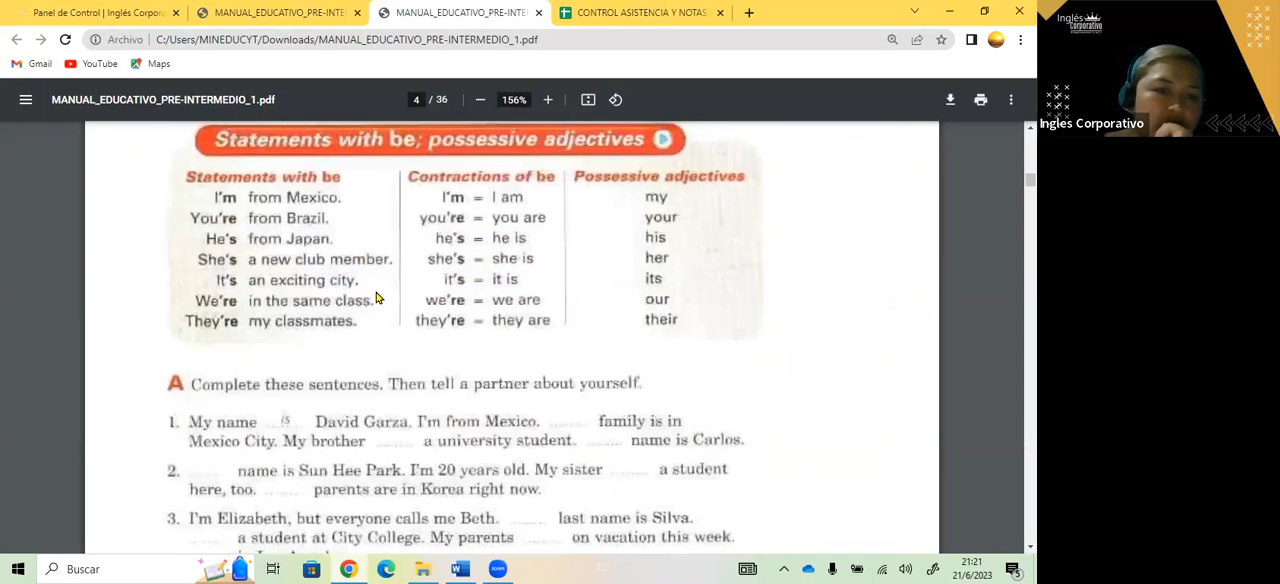 Panel de Control | Inglés Corpora
MANUAL_EDUCATIVO_PRE-INTERME
MANUAL_EDUCATIVO_PRE-INTERME
CONTROL ASISTENCIA Y NOTAS
Archivo C:/Users/MINEDUCYT/Downloads/MANUAL_EDUCATIVO_PRE-INTERMEDIO_1.pdf
Gmail YouTube Maps
MANUAL_EDUCATIVO_PRE-INTERMEDIO_1.pdf 4 / 36 156%
Inglés
Corporativo
Ingles Corporativo
Statements with be; possessive adjectives
Statements with be Contractions of be Possessive adjectives
I'm from Mexico. I'm = I am my
You're from Brazil. you're = you are your
He's from Japan. he's = he is his
She's a new club member. she's = she is her
It's an exciting city. it's = it is its
We're in the same class. we're = we are our
They're my classmates. they're = they are their
A Complete these sentences. Then tell a partner about yourself.
1. My name is David Garza. I'm from Mexico. family is in
Mexico City. My brother a university student. name is Carlos.
2. name is Sun Hee Park. I'm 20 years old. My sister a student
here, too. parents are in Korea right now.
3. I'm Elizabeth, but everyone calls me Beth. last name is Silva.
a student at City College. My parents on vacation this week.
Buscar
21:21
21/6/2023
zoom
5